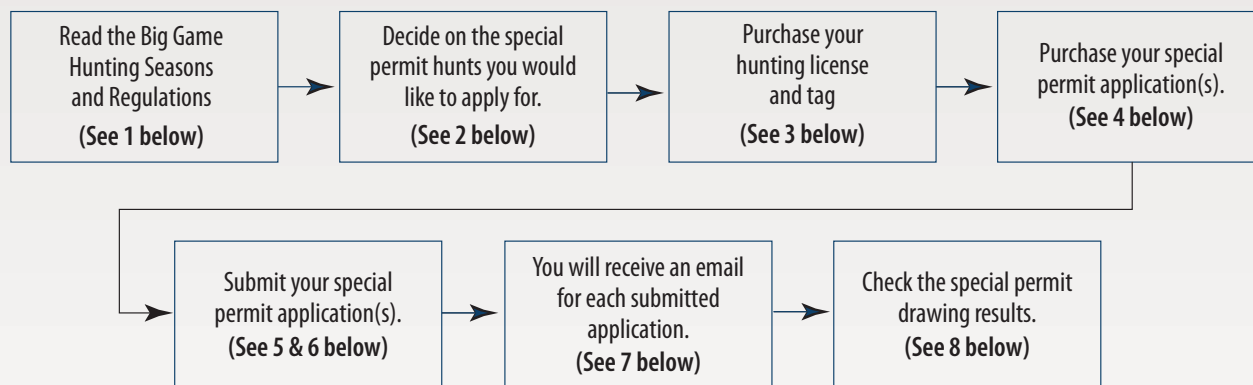 Read the Big Game
Hunting Seasons
and Regulations
(See 1 below)
Decide on the special
permit hunts you would
like to apply for.
(See 2 below)
Purchase your
hunting license
and tag
(See 3 below)
Purchase your special
permit application(s).
(See 4 below)
Submit your special
permit application(s).
(See 5 & 6 below)
You will receive an email
for each submitted
application.
(See 7 below)
Check the special permit
drawing results.
(See 8 below)